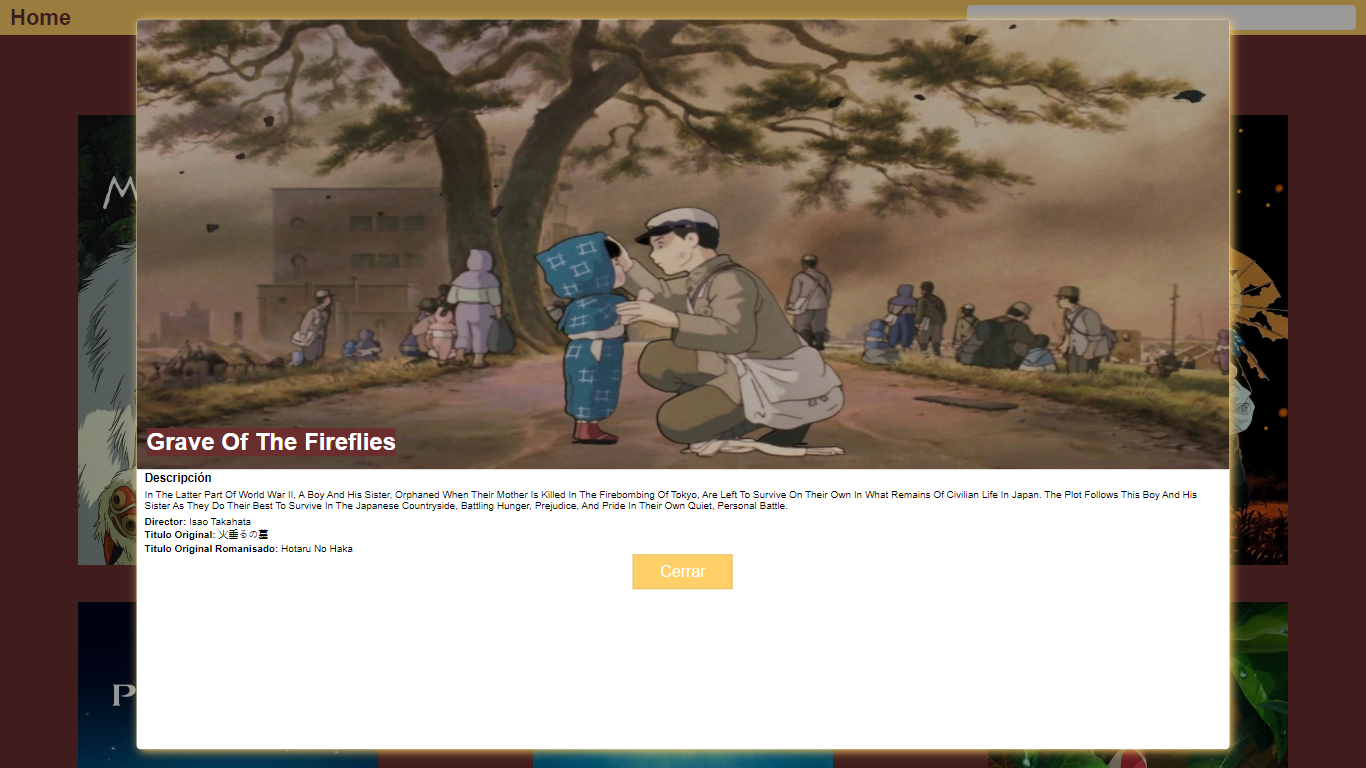 Home
M
Grave Of The Fireflies
Descripción
In The Latter Part Of World War II, A Boy And His Sister, Orphaned When Their Mother Is Killed In The Firebombing Of Tokyo, Are Left To Survive On Their Own In What Remains Of Civilian Life In Japan. The Plot Follows This Boy And His
Sister As They Do Their Best To Survive In The Japanese Countryside, Battling Hunger, Prejudice, And Pride In Their Own Quiet, Personal Battle.
Director: Isao Takahata
Titulo Original: 火垂るの墓
Titulo Original Romanisado: Hotaru No Haka
Cerrar
P